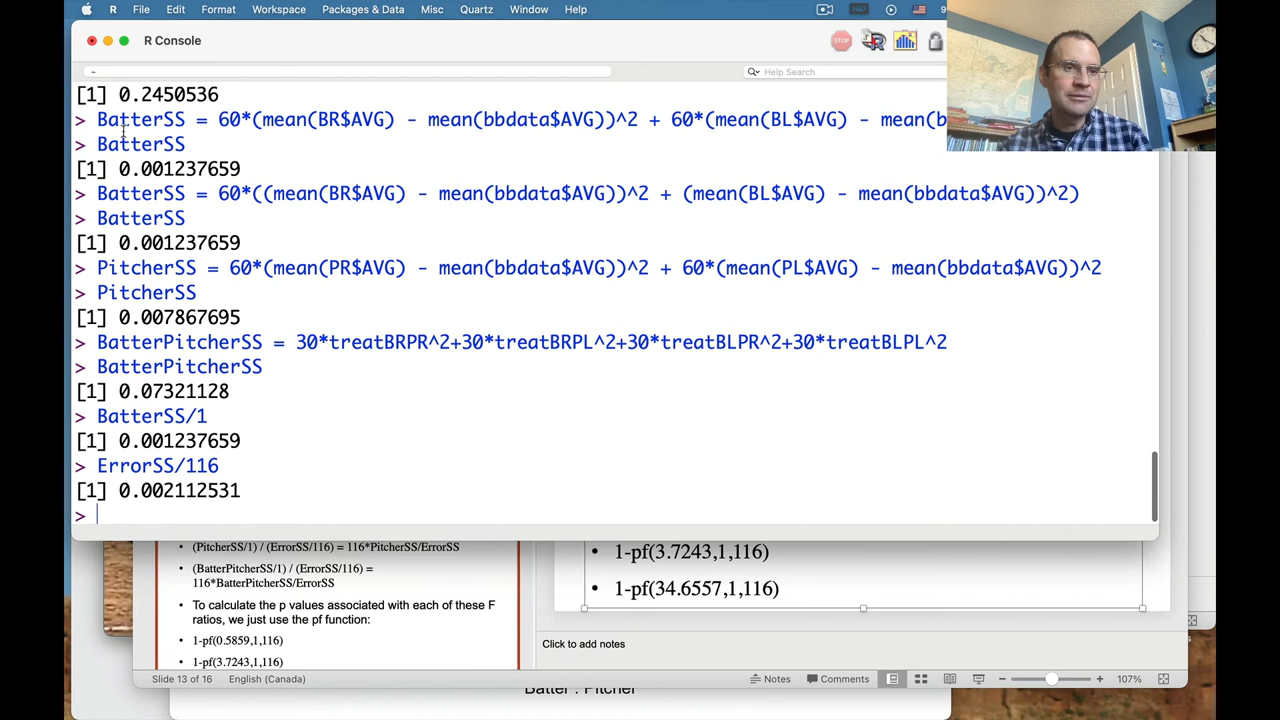 R File Edit Format Workspace Packages & Data Misc Quartz Window Help
R Console
STOP
~
Help Search
[1] 0.2450536
> BatterSS = 60*(mean(BR$AVG) - mean(bbdata$AVG))^2 + 60*(mean(BL$AVG) - mean(b
> BatterSS
[1] 0.001237659
> BatterSS = 60*((mean(BR$AVG) - mean(bbdata$AVG))^2 + (mean(BL$AVG) - mean(bbdata$AVG))^2)
> BatterSS
[1] 0.001237659
> PitcherSS = 60*(mean(PR$AVG) - mean(bbdata$AVG))^2 + 60*(mean(PL$AVG) - mean(bbdata$AVG))^2
> PitcherSS
[1] 0.007867695
> BatterPitcherSS = 30*treatBRPR^2+30*treatBRPL^2+30*treatBLPR^2+30*treatBLPL^2
> BatterPitcherSS
[1] 0.07321128
> BatterSS/1
[1] 0.001237659
> ErrorSS/116
[1] 0.002112531
>
• (PitcherSS/1) / (ErrorSS/116) = 116*PitcherSS/ErrorSS
• (BatterPitcherSS/1) / (ErrorSS/116) =
116*BatterPitcherSS/ErrorSS
• To calculate the p values associated with each of these F
ratios, we just use the pf function:
• 1-pf(0.5859,1,116)
• 1-pf(3.7243,1,116)
• 1-pf(3.7243,1,116)
• 1-pf(34.6557,1,116)
Click to add notes
Slide 13 of 16 English (Canada) Notes Comments 107%
Batter : Pitcher